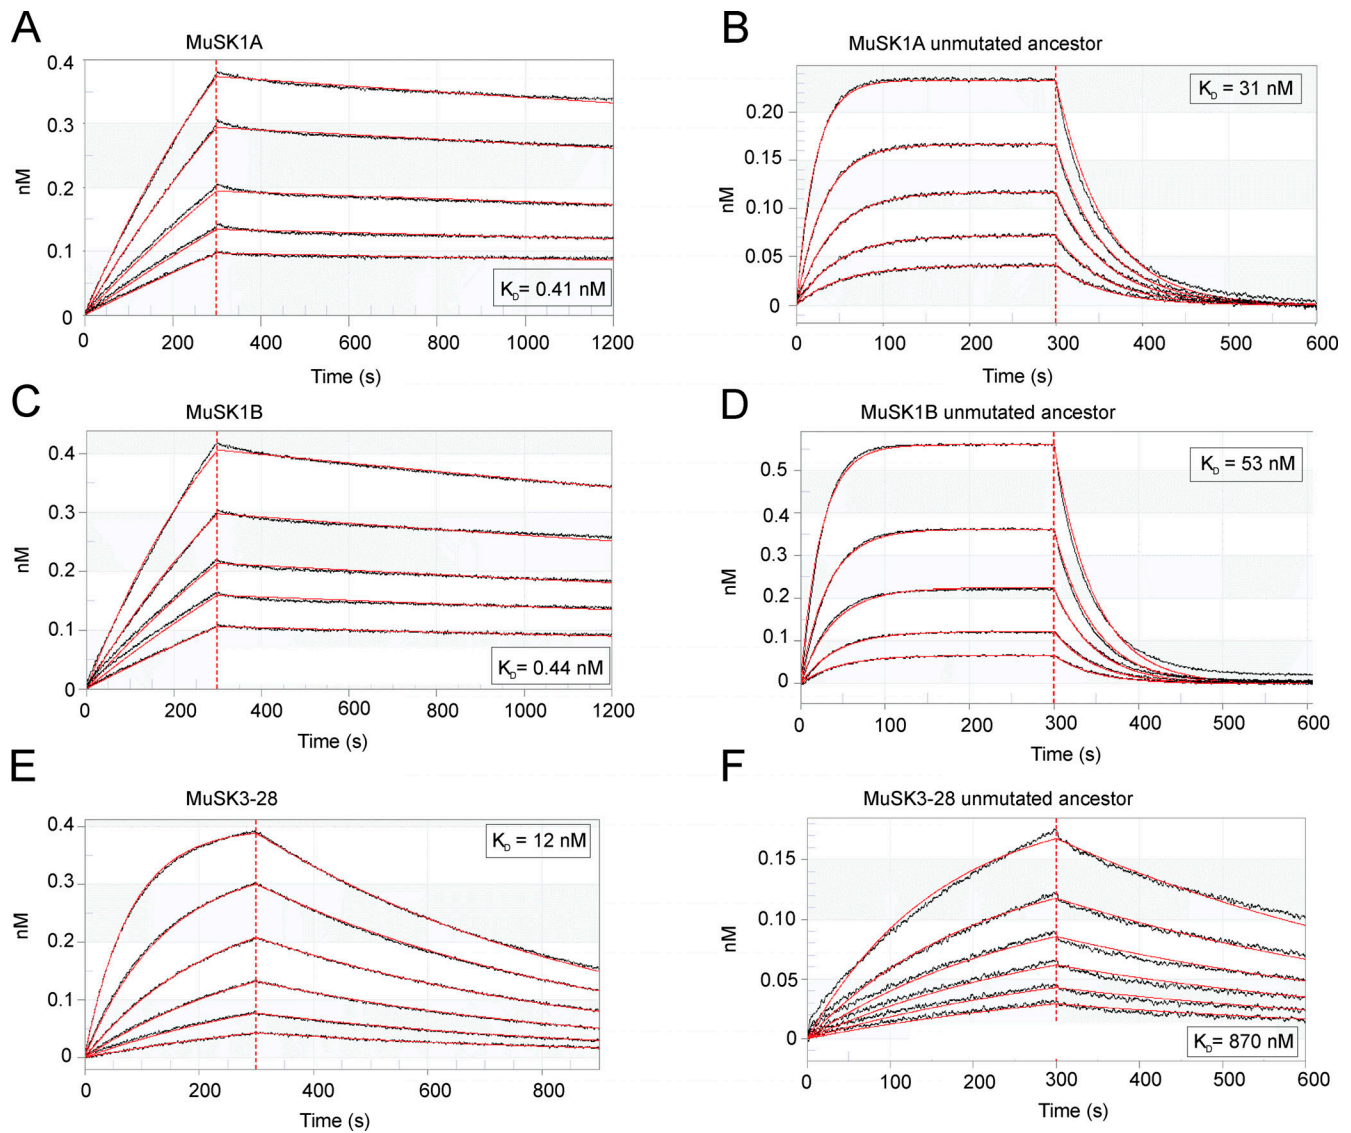 A
MuSK1A
0.4
0.3
0.2
0.1
0
nM
K_D= 0.41 nM
0 200 400 600 800 1000 1200
Time (s)
B
MuSK1A unmutated ancestor
K_D = 31 nM
0.20
0.15
0.10
0.05
0
nM
0 100 200 300 400 500 600
Time (s)
C
MuSK1B
0.4
0.3
0.2
0.1
0
nM
K_D= 0.44 nM
0 200 400 600 800 1000 1200
Time (s)
D
MuSK1B unmutated ancestor
K_D = 53 nM
0.5
0.4
0.3
0.2
0.1
0
nM
0 100 200 300 400 500 600
Time (s)
E
MuSK3-28
K_D = 12 nM
0.4
0.3
0.2
0.1
0
nM
0 200 400 600 800
Time (s)
F
MuSK3-28 unmutated ancestor
0.15
0.10
0.05
0
nM
K_D= 870 nM
0 100 200 300 400 500 600
Time (s)